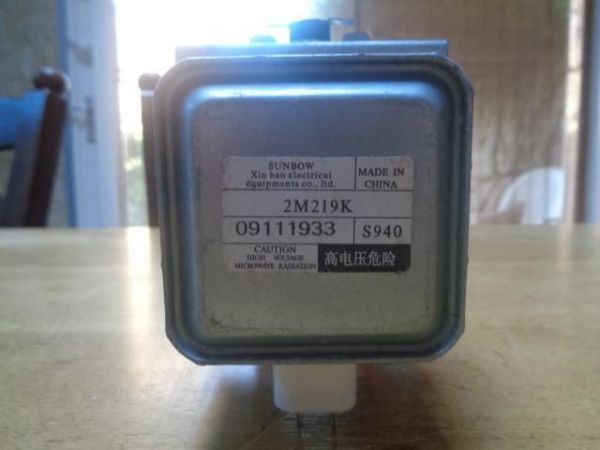 SUNBOW
Xin bao electrical
equipments co., ltd.
MADE IN
CHINA
2M219K
09111933
S940
CAUTION
HIGH VOLTAGE
MICROWAVE RADIATION
高电压危险